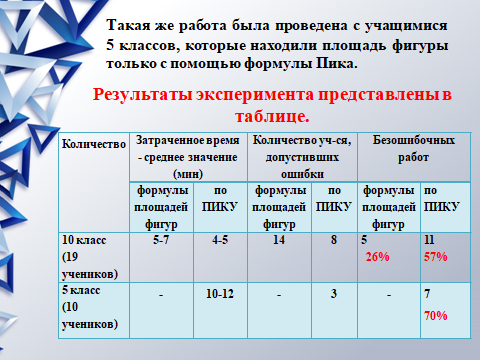 Такая же работа была проведена с учащимися
5 классов, которые находили площадь фигуры
только с помощью формулы Пика.
Результаты эксперимента представлены в
таблице.
Количество
Затраченное время
- среднее значение
(мин)
Количество уч-ся,
допустивших
ошибки
Безошибочных
работ
формулы
площадей
фигур
по
ПИКУ
формулы
площадей
фигур
по
ПИКУ
формулы
площадей
фигур
по
ПИКУ
10 класс
(19
учеников)
5-7
4-5
14
8
5
26%
11
57%
5 класс
(10
учеников)
-
10-12
-
3
-
7
70%